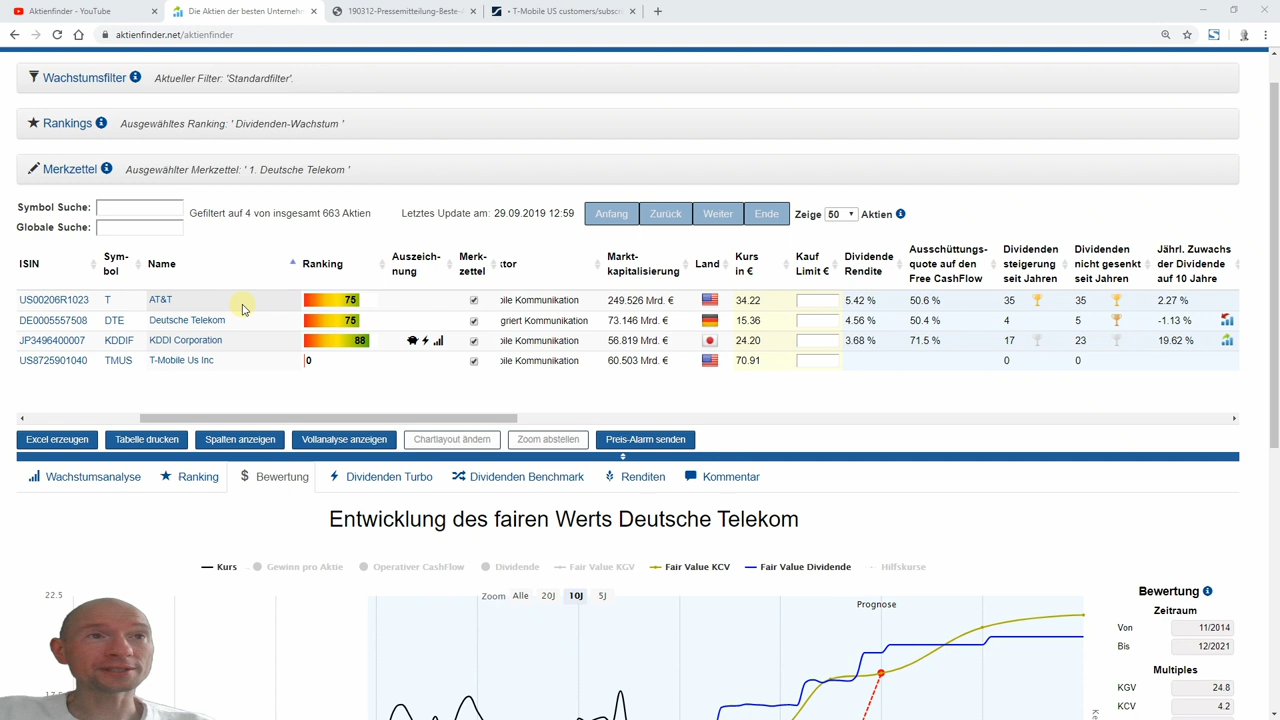 Aktienfinder - YouTube
Die Aktien der besten Unternehm
190312-Pressemitteilung-Beste-A
• T-Mobile US customers/subscri
aktienfinder.net/aktienfinder
Wachstumsfilter Aktueller Filter: 'Standardfilter'.
Rankings Ausgewähltes Ranking: ' Dividenden-Wachstum '
Merkzettel Ausgewählter Merkzettel: ' 1. Deutsche Telekom '
Symbol Suche:
Globale Suche:
Gefiltert auf 4 von insgesamt 663 Aktien Letztes Update am: 29.09.2019 12:59 Anfang Zurück Weiter Ende Zeige 50 Aktien
ISIN Sym-bol Name Ranking Auszeich-nung Merk-zettel tor Markt-kapitalisierung Land Kurs in € Kauf Limit € Dividende Rendite Ausschüttungs-quote auf den Free CashFlow Dividenden steigerung seit Jahren Dividenden nicht gesenkt seit Jahren Jährl. Zuwachs der Dividende auf 10 Jahre
US00206R1023 T AT&T 75 bile Kommunikation 249.526 Mrd. € 34.22 5.42 % 50.6 % 35 35 2.27 %
DE0005557508 DTE Deutsche Telekom 75 griert Kommunikation 73.146 Mrd. € 15.36 4.56 % 50.4 % 4 5 -1.13 %
JP3496400007 KDDIF KDDI Corporation 88 bile Kommunikation 56.819 Mrd. € 24.20 3.68 % 71.5 % 17 23 19.62 %
US8725901040 TMUS T-Mobile Us Inc 0 bile Kommunikation 60.503 Mrd. € 70.91 0 0
Excel erzeugen Tabelle drucken Spalten anzeigen Vollanalyse anzeigen Chartlayout ändern Zoom abstellen Preis-Alarm senden
Wachstumsanalyse Ranking Bewertung Dividenden Turbo Dividenden Benchmark Renditen Kommentar
Entwicklung des fairen Werts Deutsche Telekom
Kurs Gewinn pro Aktie Operativer CashFlow Dividende Fair Value KGV Fair Value KCV Fair Value Dividende Hilfskurse
Zoom Alle 20J 10J 5J
22.5
Prognose
Bewertung
Zeitraum
Von 11/2014
Bis 12/2021
Multiples
KGV 24.8
KCV 4.2